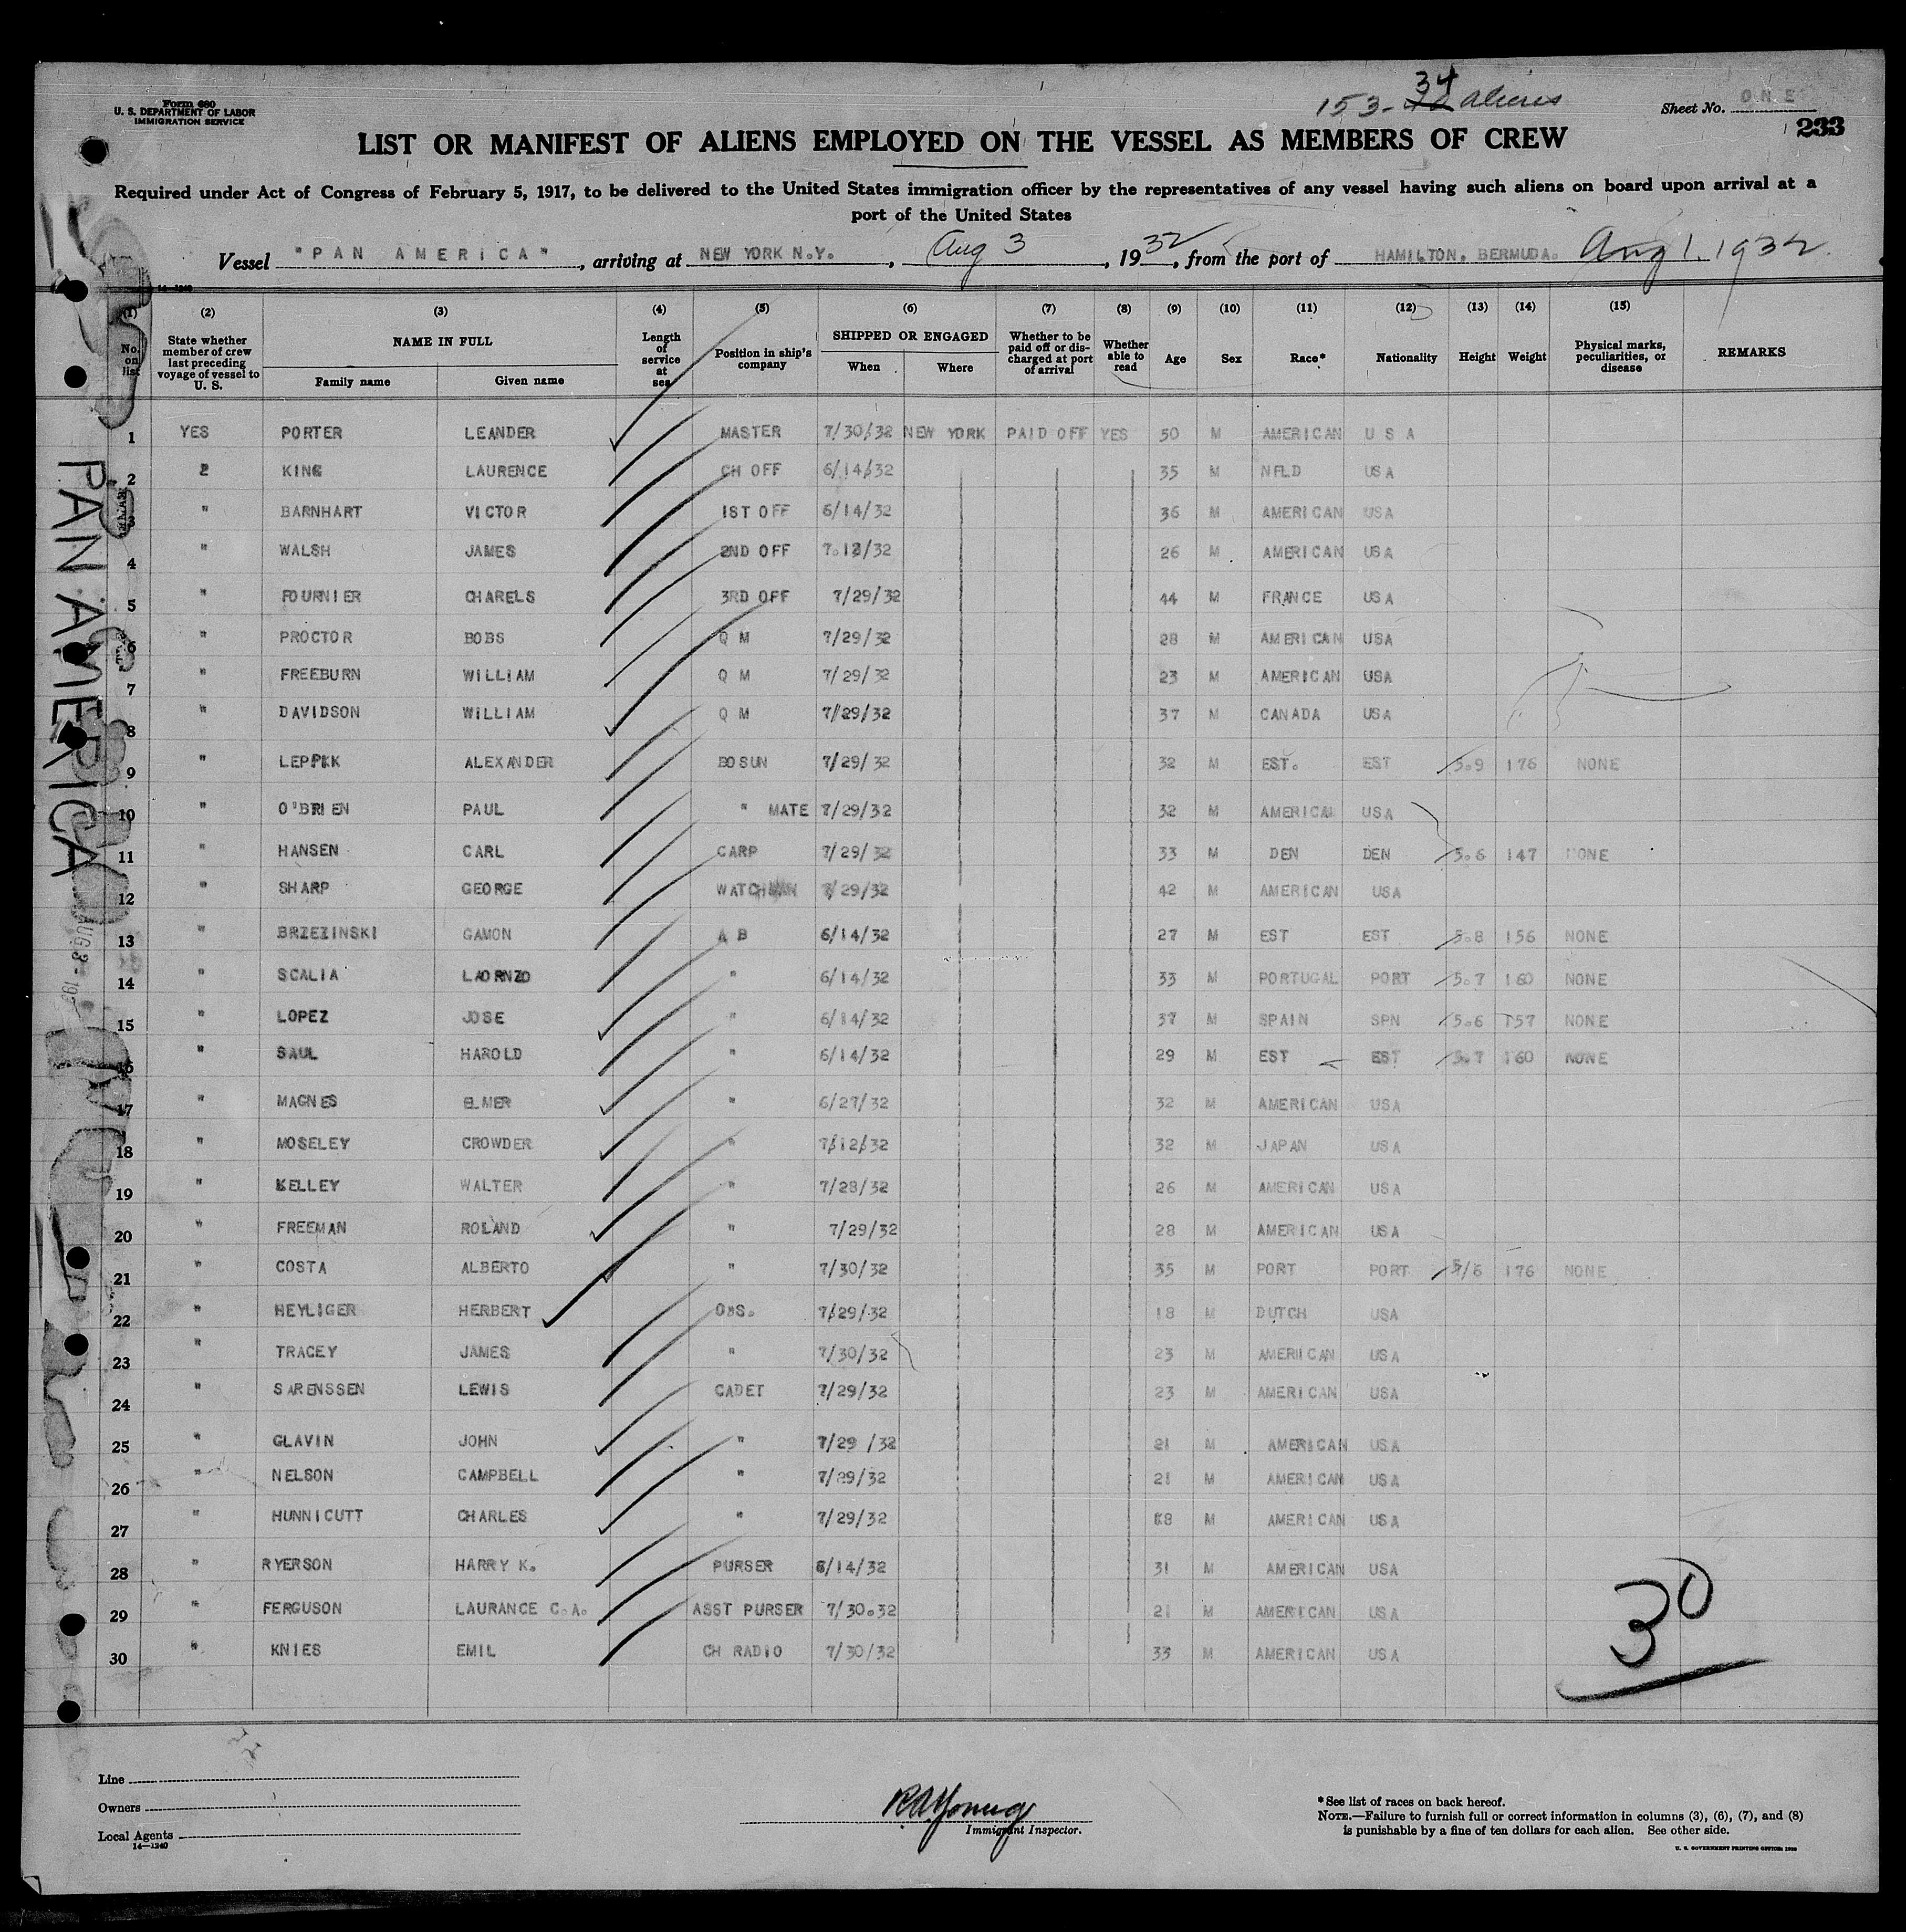 Form 680
U. S. DEPARTMENT OF LABOR
IMMIGRATION SERVICE
153- 34 aliens
Sheet No. ONE
233
LIST OR MANIFEST OF ALIENS EMPLOYED ON THE VESSEL AS MEMBERS OF CREW
Required under Act of Congress of February 5, 1917, to be delivered to the United States immigration officer by the representatives of any vessel having such aliens on board upon arrival at a
port of the United States
Vessel "PAN AMERICA", arriving at NEW YORK N.Y., Aug 3, 1932, from the port of HAMILTON. BERMUDA. Aug 1. 1932.
14-1240
(1) (2) (3) (4) (5) (6) (7) (8) (9) (10) (11) (12) (13) (14) (15)
No. on list State whether member of crew last preceding voyage of vessel to U. S. NAME IN FULL Family name Given name Length of service at sea Position in ship's company SHIPPED OR ENGAGED When Where Whether to be paid off or discharged at port of arrival Whether able to read Age Sex Race* Nationality Height Weight Physical marks, peculiarities, or disease REMARKS
1 YES PORTER LEANDER MASTER 7/30/32 NEW YORK PAID OFF YES 50 M AMERICAN U S A
2 2 KING LAURENCE CH OFF 6/14/32 35 M NFLD USA
3 " BARNHART VICTOR 1ST OFF 6/14/32 36 M AMERICAN USA
4 " WALSH JAMES 2ND OFF 7.12/32 26 M AMERICAN USA
5 " FOURNIER CHARELS 3RD OFF 7/29/32 44 M FRANCE USA
6 " PROCTOR BOBS Q M 7/29/32 28 M AMERICAN USA
7 " FREEBURN WILLIAM Q M 7/29/32 23 M AMERICAN USA
8 " DAVIDSON WILLIAM Q M 7/29/32 37 M CANADA USA
9 " LEPPKK ALEXANDER BOSUN 7/29/32 32 M EST. EST 5.9 176 NONE
10 " O'BRIEN PAUL " MATE 7/29/32 32 M AMERICAL USA
11 " HANSEN CARL CARP 7/29/32 33 M DEN DEN 5.6 147 NONE
12 " SHARP GEORGE WATCHMAN 7/29/32 42 M AMERICAN USA
13 " BRZEZINSKI GAMON A B 6/14/32 27 M EST EST 5.8 156 NONE
14 " SCALIA LAORNZO " 6/14/32 33 M PORTUGAL PORT 5.7 160 NONE
15 " LOPEZ JOSE " 6/14/32 37 M SPAIN SPN 5.6 157 NONE
16 " SAUL HAROLD " 6/14/32 29 M EST EST 5.7 160 NONE
17 " MAGNES ELMER " 6/27/32 32 M AMERICAN USA
18 " MOSELEY CROWDER " 7/12/32 32 M JAPAN USA
19 " KELLEY WALTER " 7/28/32 26 M AMERICAN USA
20 " FREEMAN ROLAND " 7/29/32 28 M AMERICAN USA
21 " COSTA ALBERTO " 7/30/32 35 M PORT PORT 5/6 176 NONE
22 " HEYLIGER HERBERT OBS. 7/29/32 18 M DUTCH USA
23 " TRACEY JAMES " 7/30/32 23 M AMERICAN USA
24 " SARENSSEN LEWIS CADET 7/29/32 23 M AMERICAN USA
25 " GLAVIN JOHN " 7/29 /32 21 M AMERICAN USA
26 " NELSON CAMPBELL " 7/29/32 21 M AMERICAN USA
27 " HUNNICUTT CHARLES " 7/29/32 M AMERICAN USA
28 " RYERSON HARRY K. PURSER 6/14/32 31 M AMERICAN USA
29 " FERGUSON LAURANCE C.A. ASST PURSER 7/30.32 21 M AMERICAN USA
30 " KNIES EMIL CH RADIO 7/30/32 33 M AMERICAN USA
30
PAN AMERICA
AUG 3 - 193
Line
Owners
Local Agents
14-1240
RAYoung
Immigrant Inspector.
*See list of races on back hereof.
NOTE.—Failure to furnish full or correct information in columns (3), (6), (7), and (8)
is punishable by a fine of ten dollars for each alien. See other side.
U. S. GOVERNMENT PRINTING OFFICE: 1930